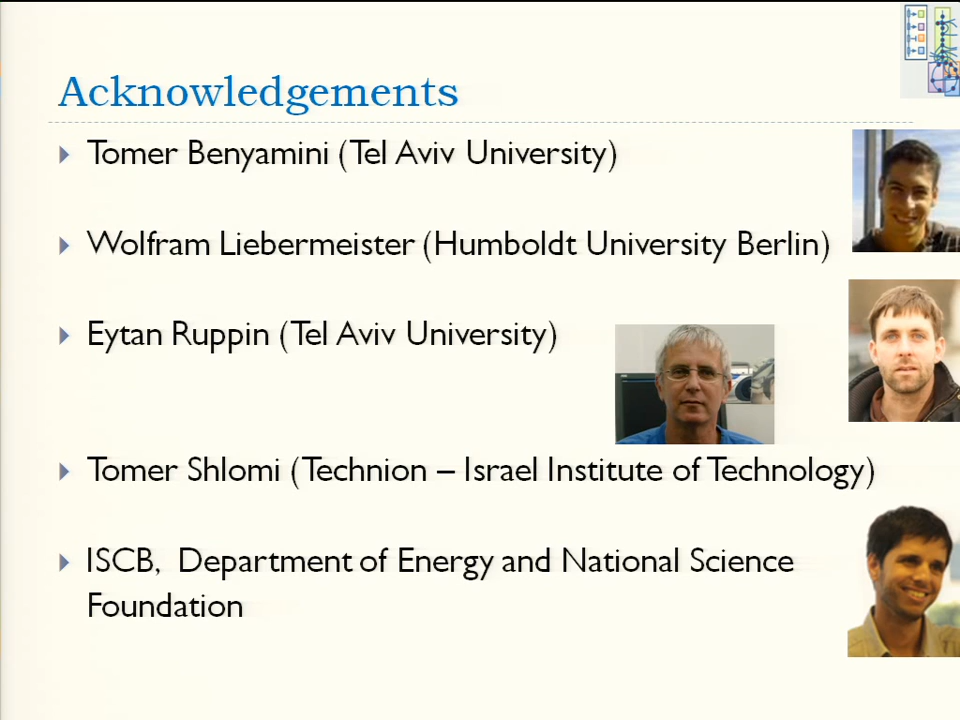 Acknowledgements
Tomer Benyamini (Tel Aviv University)
Wolfram Liebermeister (Humboldt University Berlin)
Eytan Ruppin (Tel Aviv University)
Tomer Shlomi (Technion – Israel Institute of Technology)
ISCB, Department of Energy and National Science
Foundation